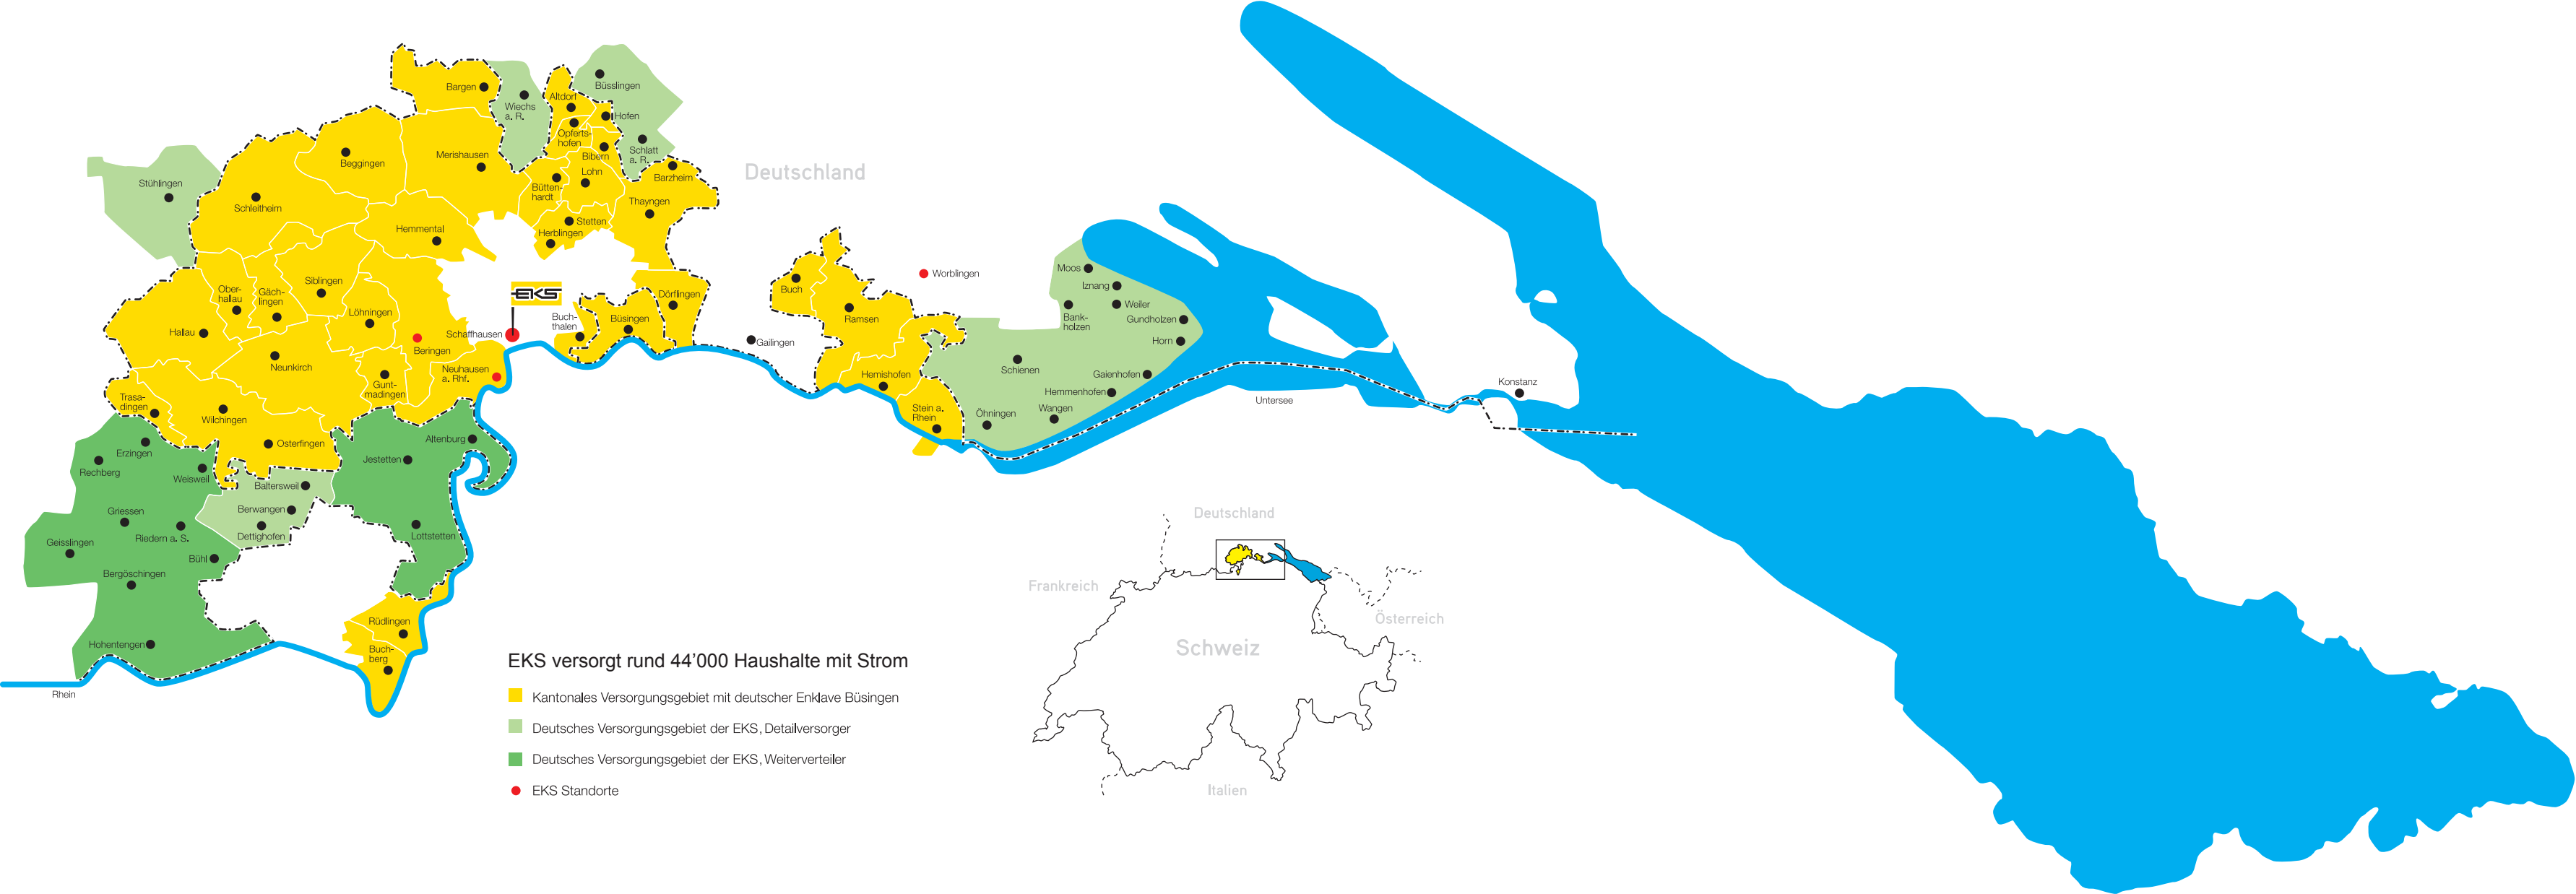 Bargen
Wiechs
a. R.
Altdorf
Büsslingen
Hofen
Opferts-
hofen
Bibern
Schlatt
a. R.
Beggingen
Merishausen
Lohn
Barzheim
Deutschland
Stühlingen
Bütten-
hardt
Thayngen
Schleitheim
Stetten
Hemmental
Herblingen
Siblingen
Ober-
hallau
Gäch-
lingen
EKS
Dörflingen
Buch
Worblingen
Moos
Iznang
Weiler
Bank-
holzen
Gundholzen
Horn
Löhningen
Hallau
Schaffhausen
Buch-
thalen
Büsingen
Ramsen
Gailingen
Beringen
Neunkirch
Neuhausen
a. Rhf.
Gunt-
madingen
Hemishofen
Schienen
Gaienhofen
Hemmenhofen
Konstanz
Untersee
Trasa-
dingen
Wilchingen
Stein a.
Rhein
Öhningen
Wangen
Osterfingen
Altenburg
Erzingen
Rechberg
Weisweil
Jestetten
Baltersweil
Griessen
Berwangen
Riedern a. S.
Dettighofen
Lottstetten
Geisslingen
Bühl
Bergöschingen
Hohentengen
Rüdlingen
Buch-
berg
Rhein
Deutschland
Frankreich
Österreich
Schweiz
Italien
EKS versorgt rund 44’000 Haushalte mit Strom
Kantonales Versorgungsgebiet mit deutscher Enklave Büsingen
Deutsches Versorgungsgebiet der EKS, Detailversorger
Deutsches Versorgungsgebiet der EKS, Weiterverteiler
EKS Standorte